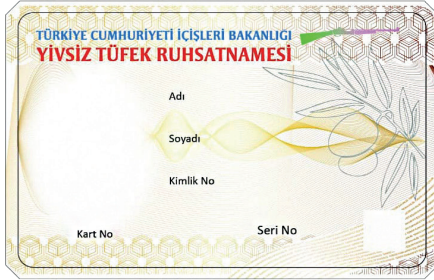 TÜRKİYE CUMHURİYETİ İÇİŞLERİ BAKANLIĞI
YİVSİZ TÜFEK RUHSATNAMESİ
Adı
Soyadı
Kimlik No
Kart No
Seri No